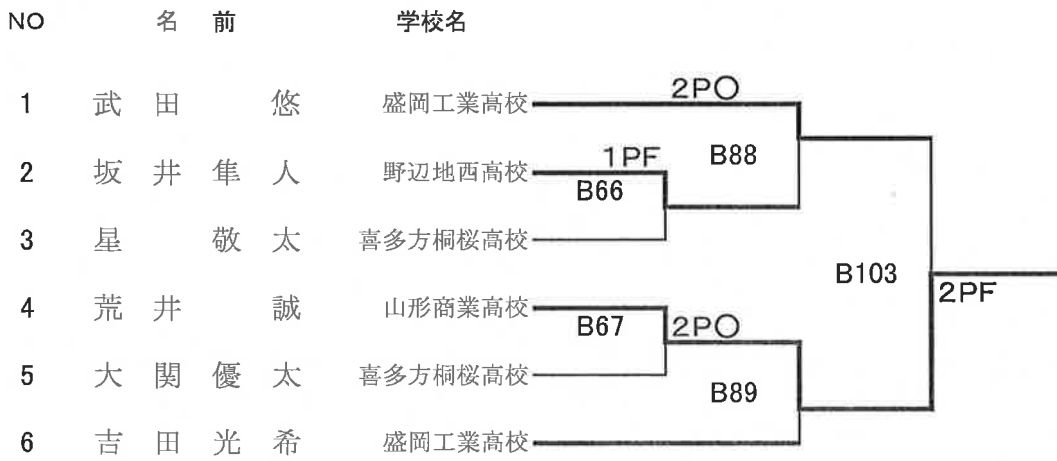 NO 名前 学校名
1 武田 悠 盛岡工業高校
2PO
B88
2 坂井隼人 野辺地西高校
1PF
B66
3 星 敬太 喜多方桐桜高校
B103
2PF
4 荒井 誠 山形商業高校
B67
2PO
5 大関優太 喜多方桐桜高校
B89
6 吉田光希 盛岡工業高校